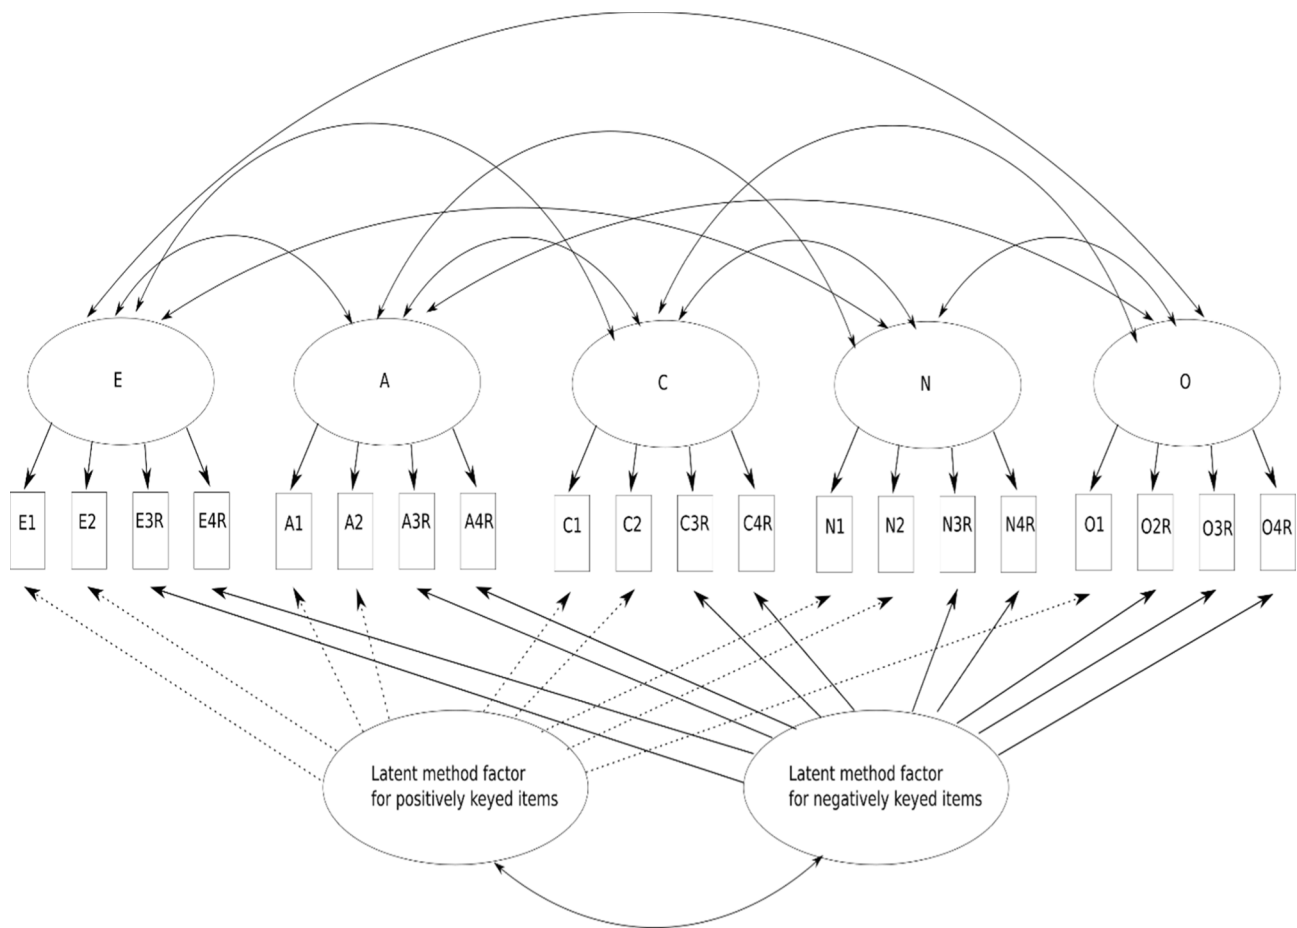 E
A
C
N
O
E1
E2
E3R
E4R
A1
A2
A3R
A4R
C1
C2
C3R
C4R
N1
N2
N3R
N4R
O1
O2R
O3R
O4R
Latent method factor
for positively keyed items
Latent method factor
for negatively keyed items